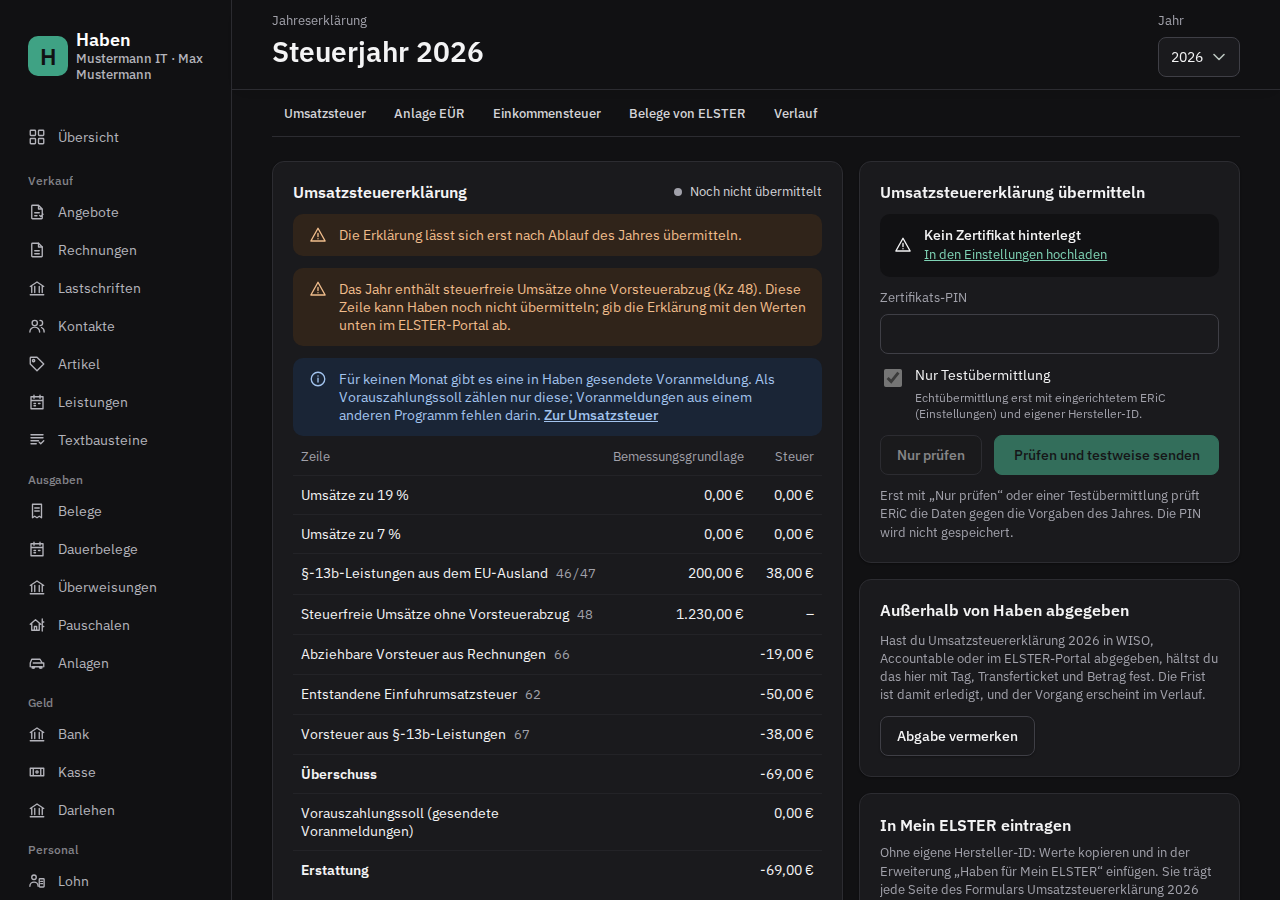 H
Haben
Mustermann IT · Max
Mustermann
Übersicht
Verkauf
Angebote
Rechnungen
Lastschriften
Kontakte
Artikel
Leistungen
Textbausteine
Ausgaben
Belege
Dauerbelege
Überweisungen
Pauschalen
Anlagen
Geld
Bank
Kasse
Darlehen
Personal
Lohn
Jahreserklärung
Steuerjahr 2026
Jahr
2026
Umsatzsteuer Anlage EÜR Einkommensteuer Belege von ELSTER Verlauf
Umsatzsteuererklärung Noch nicht übermittelt
Die Erklärung lässt sich erst nach Ablauf des Jahres übermitteln.
Das Jahr enthält steuerfreie Umsätze ohne Vorsteuerabzug (Kz 48). Diese
Zeile kann Haben noch nicht übermitteln; gib die Erklärung mit den Werten
unten im ELSTER-Portal ab.
Für keinen Monat gibt es eine in Haben gesendete Voranmeldung. Als
Vorauszahlungssoll zählen nur diese; Voranmeldungen aus einem
anderen Programm fehlen darin. Zur Umsatzsteuer
Zeile Bemessungsgrundlage Steuer
Umsätze zu 19 % 0,00 € 0,00 €
Umsätze zu 7 % 0,00 € 0,00 €
§-13b-Leistungen aus dem EU-Ausland 46/47 200,00 € 38,00 €
Steuerfreie Umsätze ohne Vorsteuerabzug 48 1.230,00 € –
Abziehbare Vorsteuer aus Rechnungen 66 -19,00 €
Entstandene Einfuhrumsatzsteuer 62 -50,00 €
Vorsteuer aus §-13b-Leistungen 67 -38,00 €
Überschuss -69,00 €
Vorauszahlungssoll (gesendete 0,00 €
Voranmeldungen)
Erstattung -69,00 €
Umsatzsteuererklärung übermitteln
Kein Zertifikat hinterlegt
In den Einstellungen hochladen
Zertifikats-PIN
Nur Testübermittlung
Echtübermittlung erst mit eingerichtetem ERiC
(Einstellungen) und eigener Hersteller-ID.
Nur prüfen Prüfen und testweise senden
Erst mit „Nur prüfen“ oder einer Testübermittlung prüft
ERiC die Daten gegen die Vorgaben des Jahres. Die PIN
wird nicht gespeichert.
Außerhalb von Haben abgegeben
Hast du Umsatzsteuererklärung 2026 in WISO,
Accountable oder im ELSTER-Portal abgegeben, hältst du
das hier mit Tag, Transferticket und Betrag fest. Die Frist
ist damit erledigt, und der Vorgang erscheint im Verlauf.
Abgabe vermerken
In Mein ELSTER eintragen
Ohne eigene Hersteller-ID: Werte kopieren und in der
Erweiterung „Haben für Mein ELSTER“ einfügen. Sie trägt
jede Seite des Formulars Umsatzsteuererklärung 2026